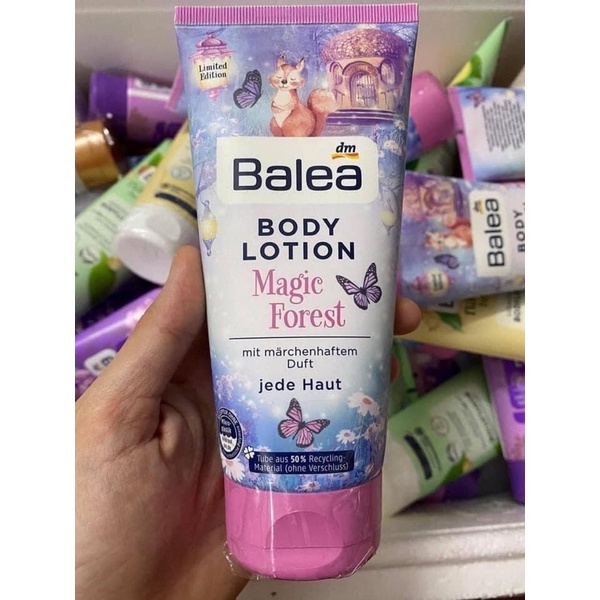 Limited
Edition
dm
Balea
BODY
LOTION
Magic
Forest
mit märchenhaftem
Duft
jede Haut
Tube aus 50% Recycling-
Material (ohne Verschluss)
Balea
BODY